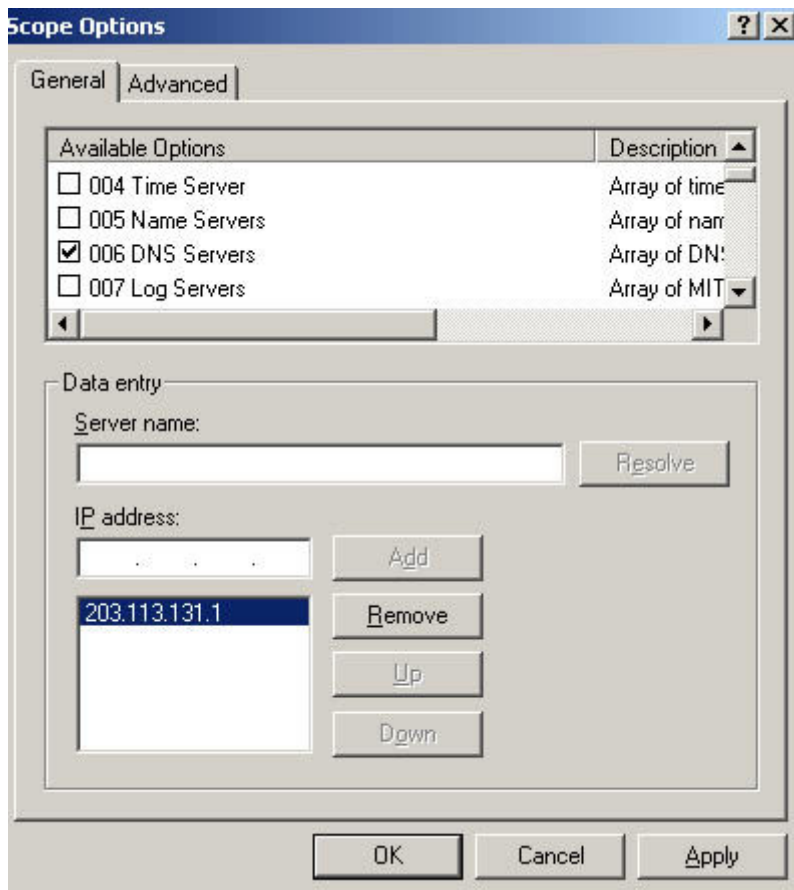 Scope Options
General Advanced
Available Options Description
004 Time Server Array of time
005 Name Servers Array of nam
006 DNS Servers Array of DNS
007 Log Servers Array of MIT
Data entry
Server name:
Resolve
IP address:
. . . Add
203.113.131.1 Remove
Up
Down
OK Cancel Apply